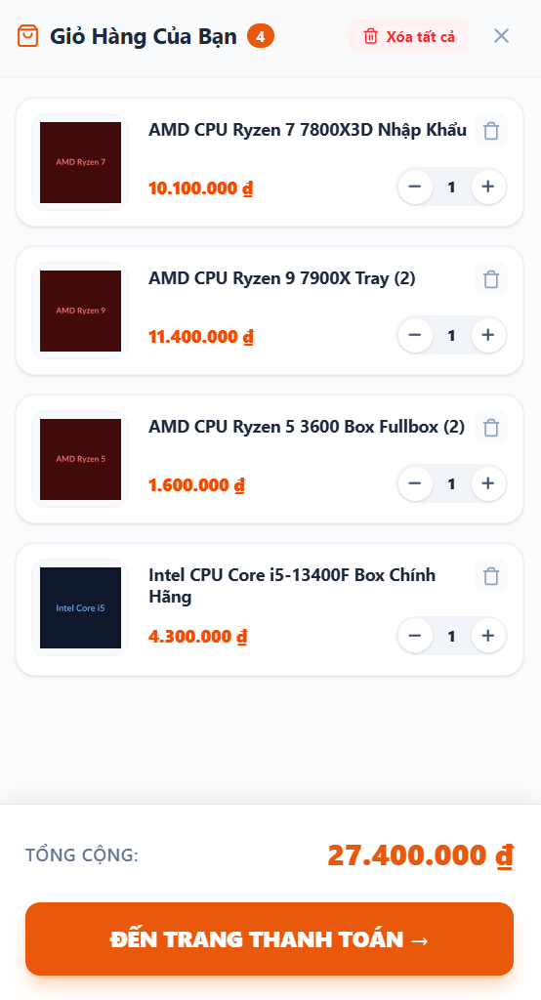 Giỏ Hàng Của Bạn 4 Xóa tất cả
AMD Ryzen 7
AMD CPU Ryzen 7 7800X3D Nhập Khẩu
10.100.000 ₫
− 1 +
AMD Ryzen 9
AMD CPU Ryzen 9 7900X Tray (2)
11.400.000 ₫
− 1 +
AMD Ryzen 5
AMD CPU Ryzen 5 3600 Box Fullbox (2)
1.600.000 ₫
− 1 +
Intel Core i5
Intel CPU Core i5-13400F Box Chính
Hãng
4.300.000 ₫
− 1 +
TỔNG CỘNG: 27.400.000 ₫
ĐẾN TRANG THANH TOÁN →